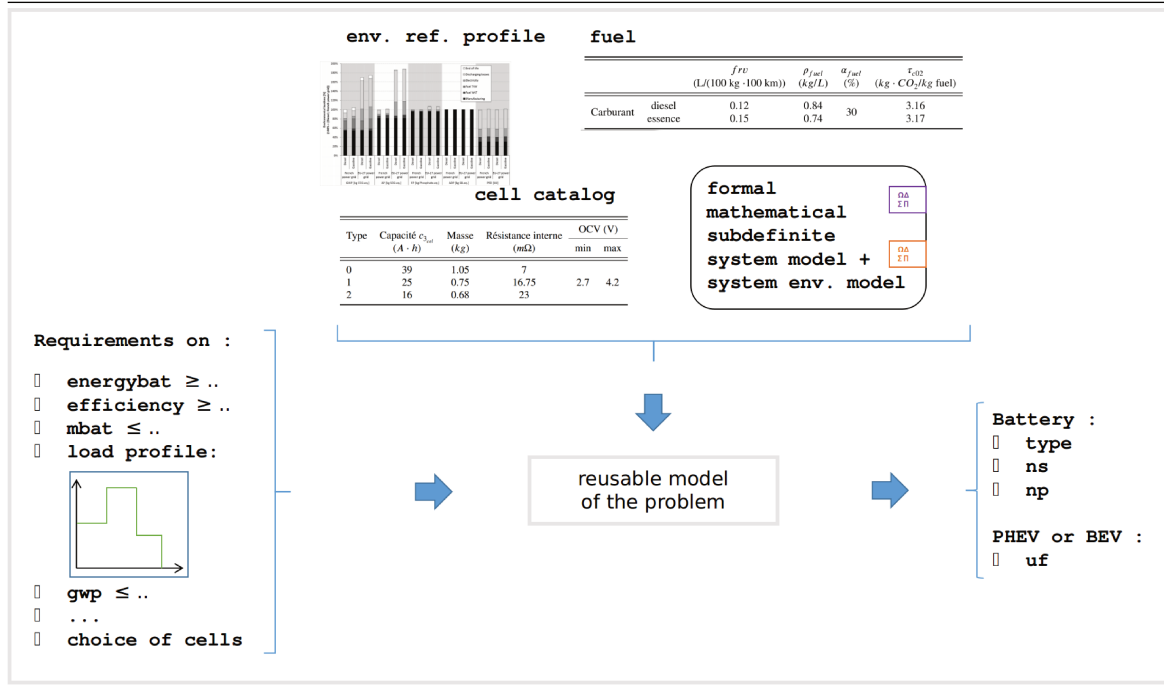 env. ref. profile
fuel
fru ρfuel αfuel τc02
(L/(100 kg ·100 km)) (kg/L) (%) (kg · CO2/kg fuel)
Carburant diesel 0.12 0.84 30 3.16
essence 0.15 0.74 3.17
cell catalog
Type Capacité c3cel Masse Résistance interne OCV (V)
(A · h) (kg) (mΩ) min max
0 39 1.05 7
1 25 0.75 16.75 2.7 4.2
2 16 0.68 23
formal
mathematical
subdefinite
system model +
system env. model
ΩΔ
ΣΠ
ΩΔ
ΣΠ
Requirements on :
energybat ≥ ..
efficiency ≥ ..
mbat ≤ ..
load profile:
gwp ≤ ..
...
choice of cells
reusable model
of the problem
Battery :
type
ns
np
PHEV or BEV :
uf